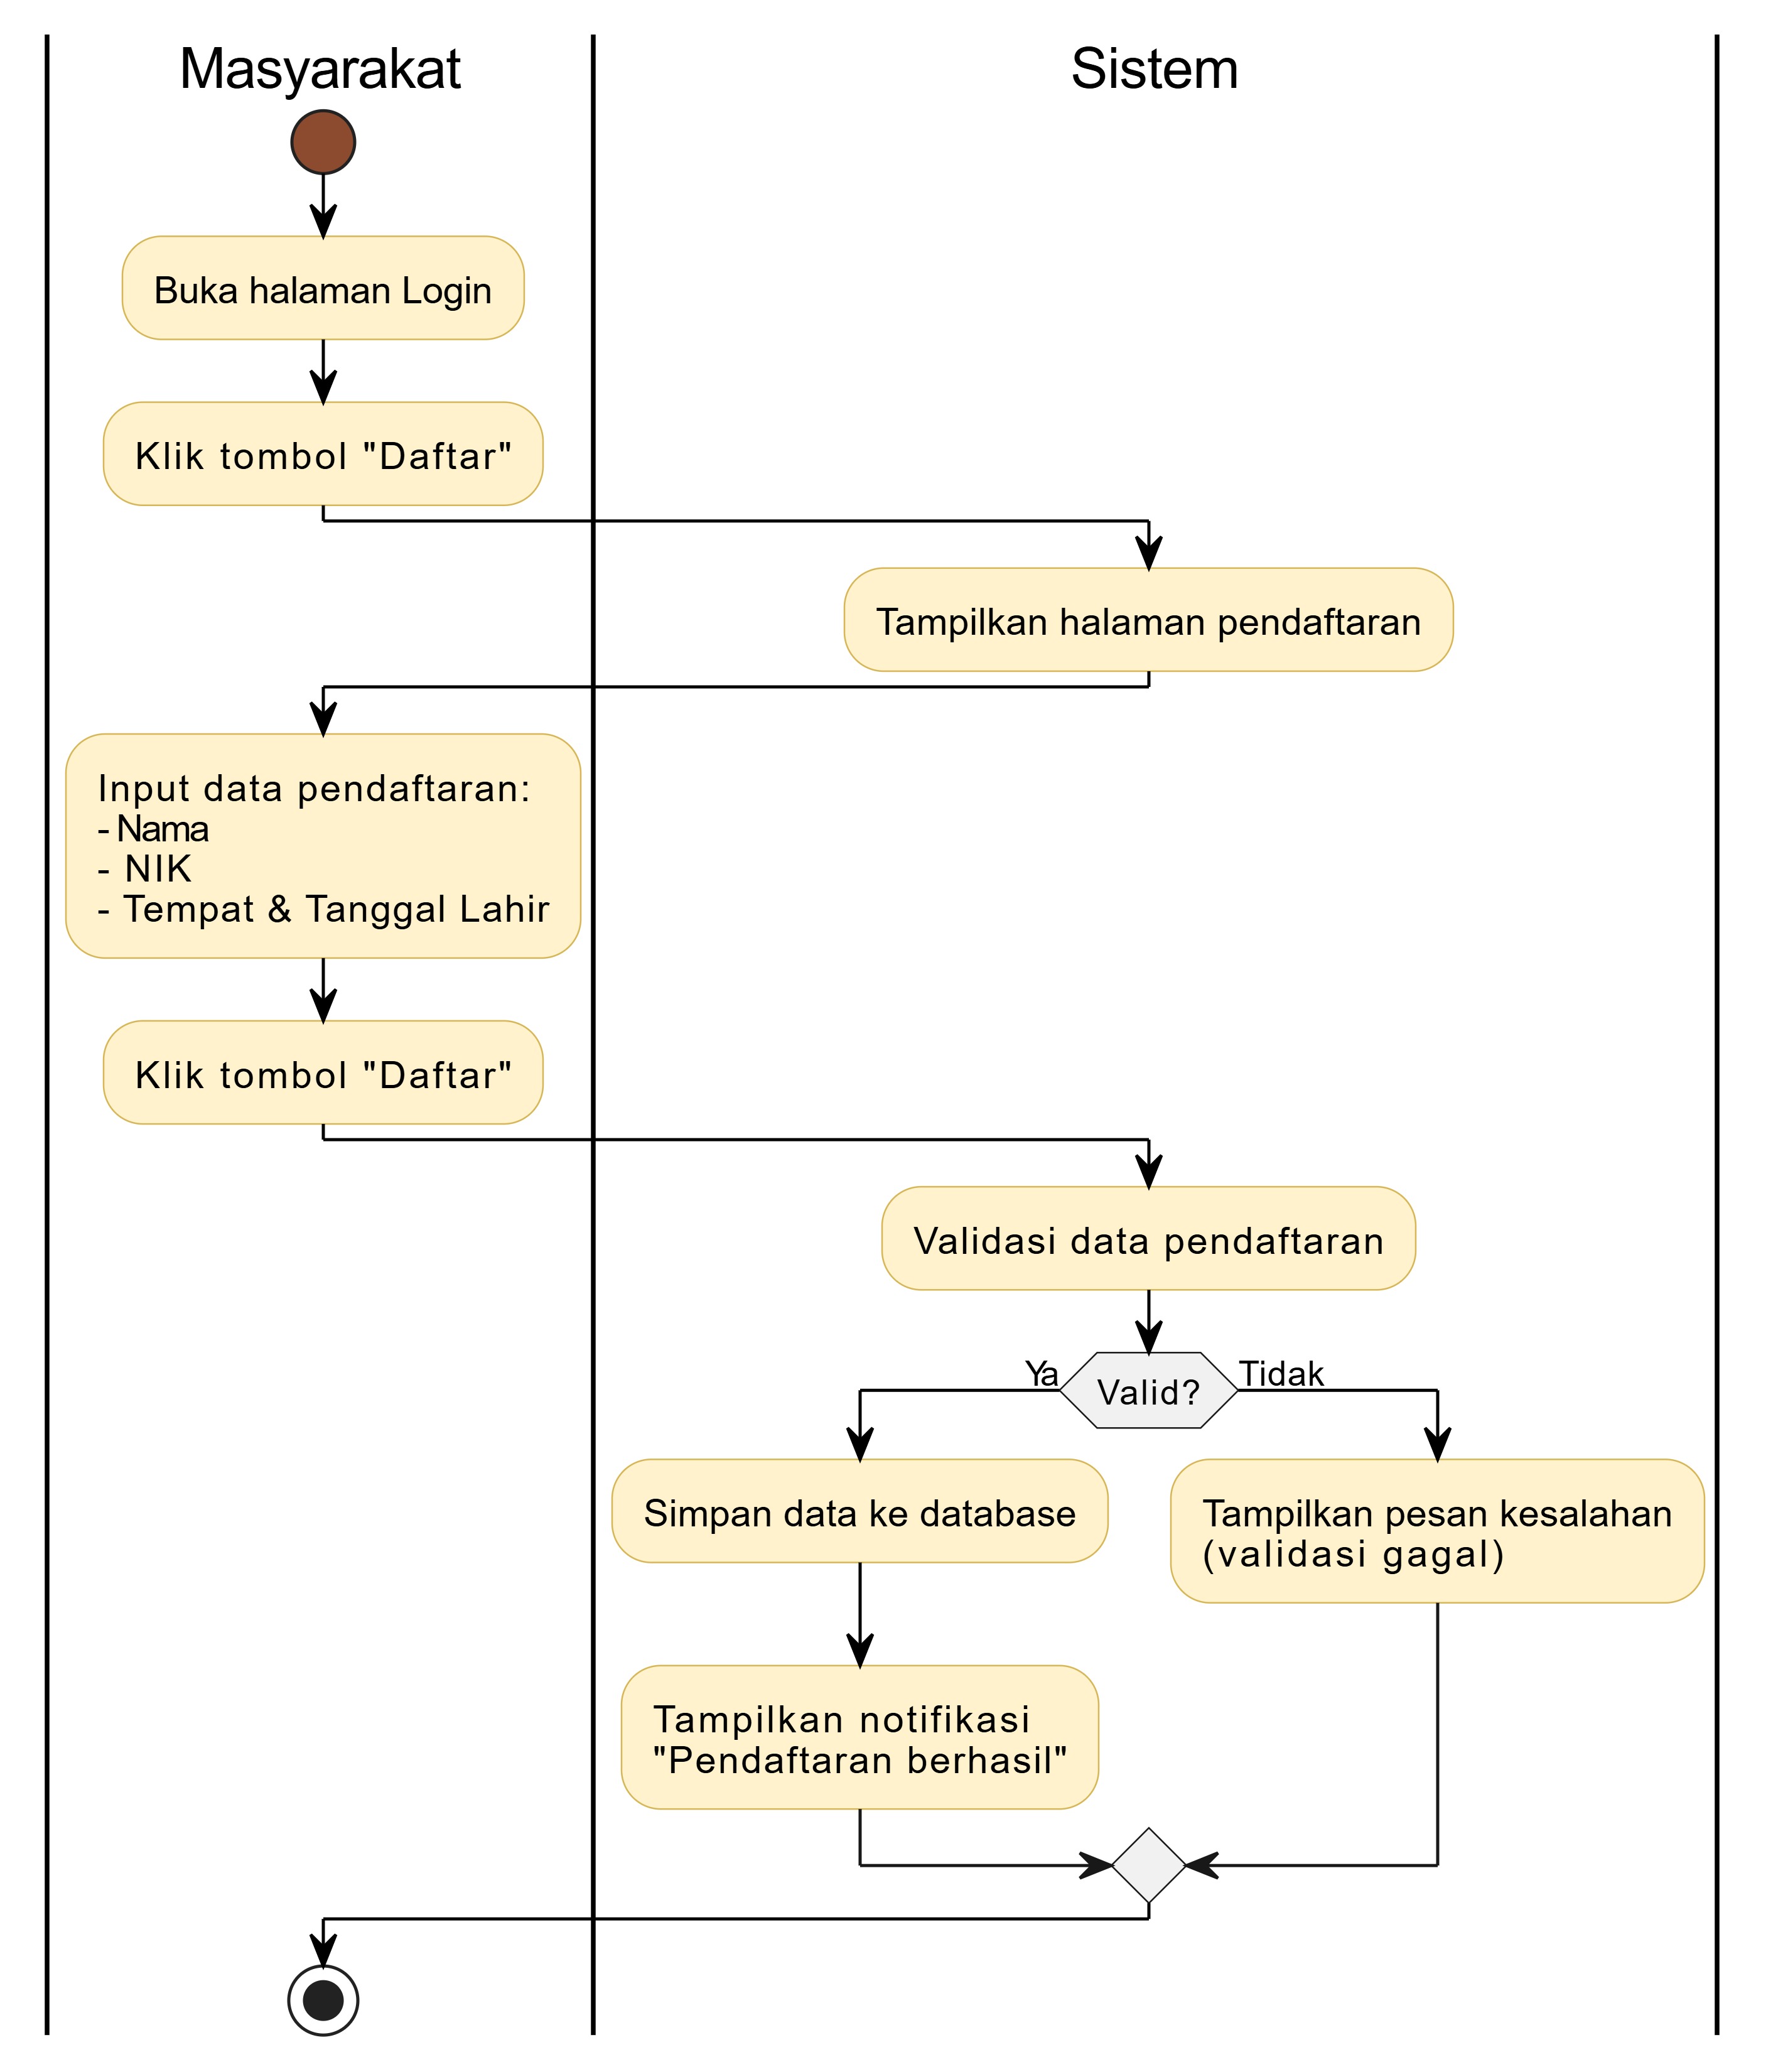 Masyarakat
Sistem
Buka halaman Login
Klik tombol "Daftar"
Tampilkan halaman pendaftaran
Input data pendaftaran:
- Nama
- NIK
- Tempat & Tanggal Lahir
Klik tombol "Daftar"
Validasi data pendaftaran
Ya
Valid?
Tidak
Simpan data ke database
Tampilkan pesan kesalahan
(validasi gagal)
Tampilkan notifikasi
"Pendaftaran berhasil"